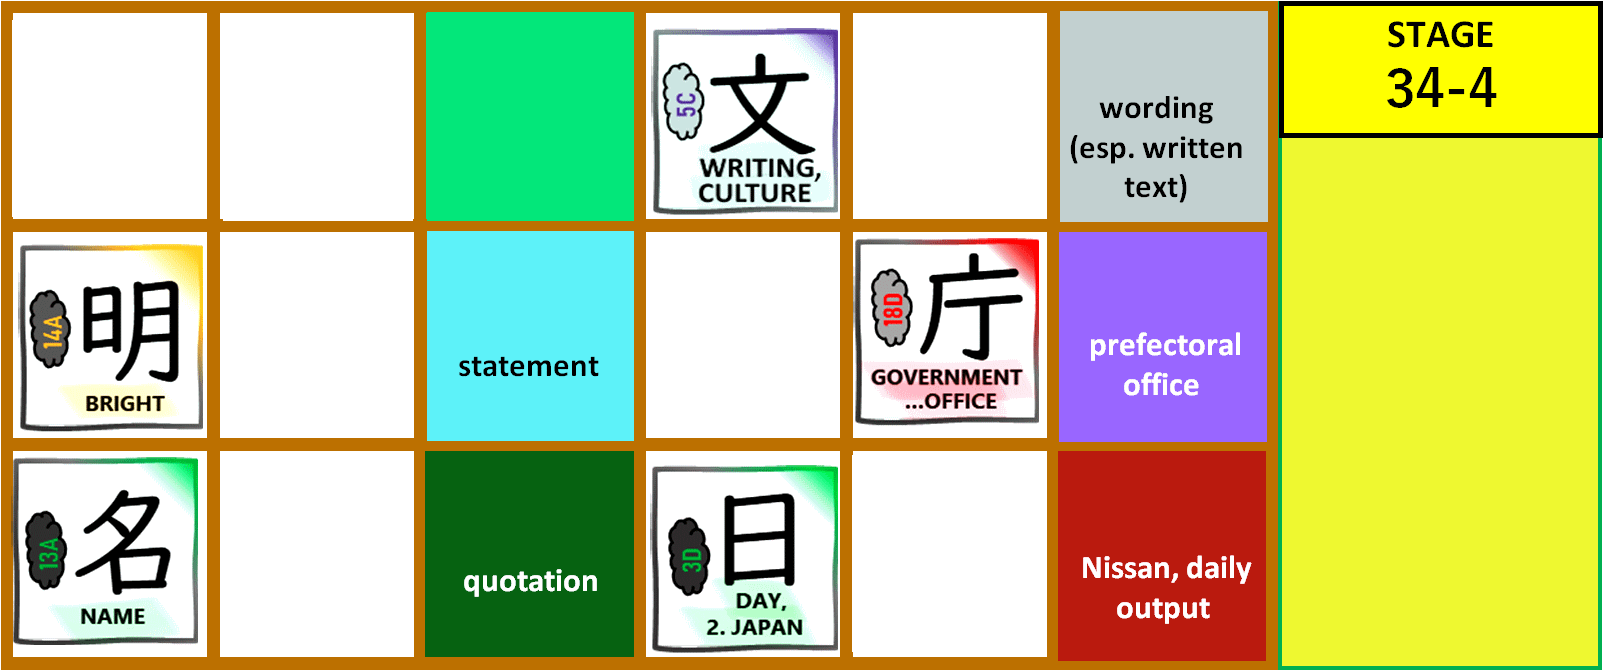 5C
文
WRITING,
CULTURE
wording
(esp. written
text)
STAGE
34-4
14A
明
BRIGHT
statement
18D
庁
GOVERNMENT
...OFFICE
prefectoral
office
13A
名
NAME
quotation
3D
日
DAY,
2. JAPAN
Nissan, daily
output